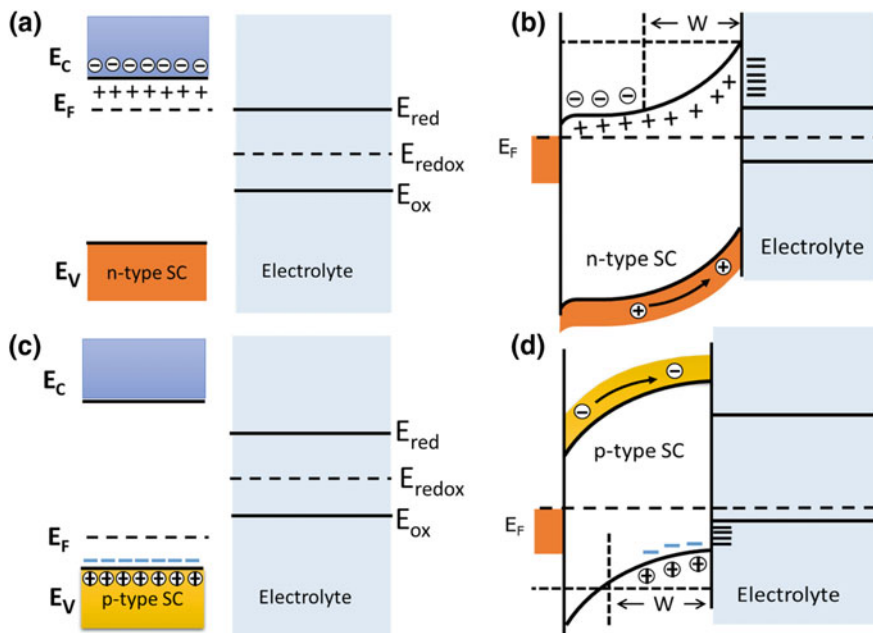 (a)
E_C
E_F
E_V
n-type SC
E_red
E_redox
E_ox
Electrolyte
(b)
W
E_F
n-type SC
Electrolyte
(c)
E_C
E_F
E_V
p-type SC
E_red
E_redox
E_ox
Electrolyte
(d)
p-type SC
E_F
W
Electrolyte